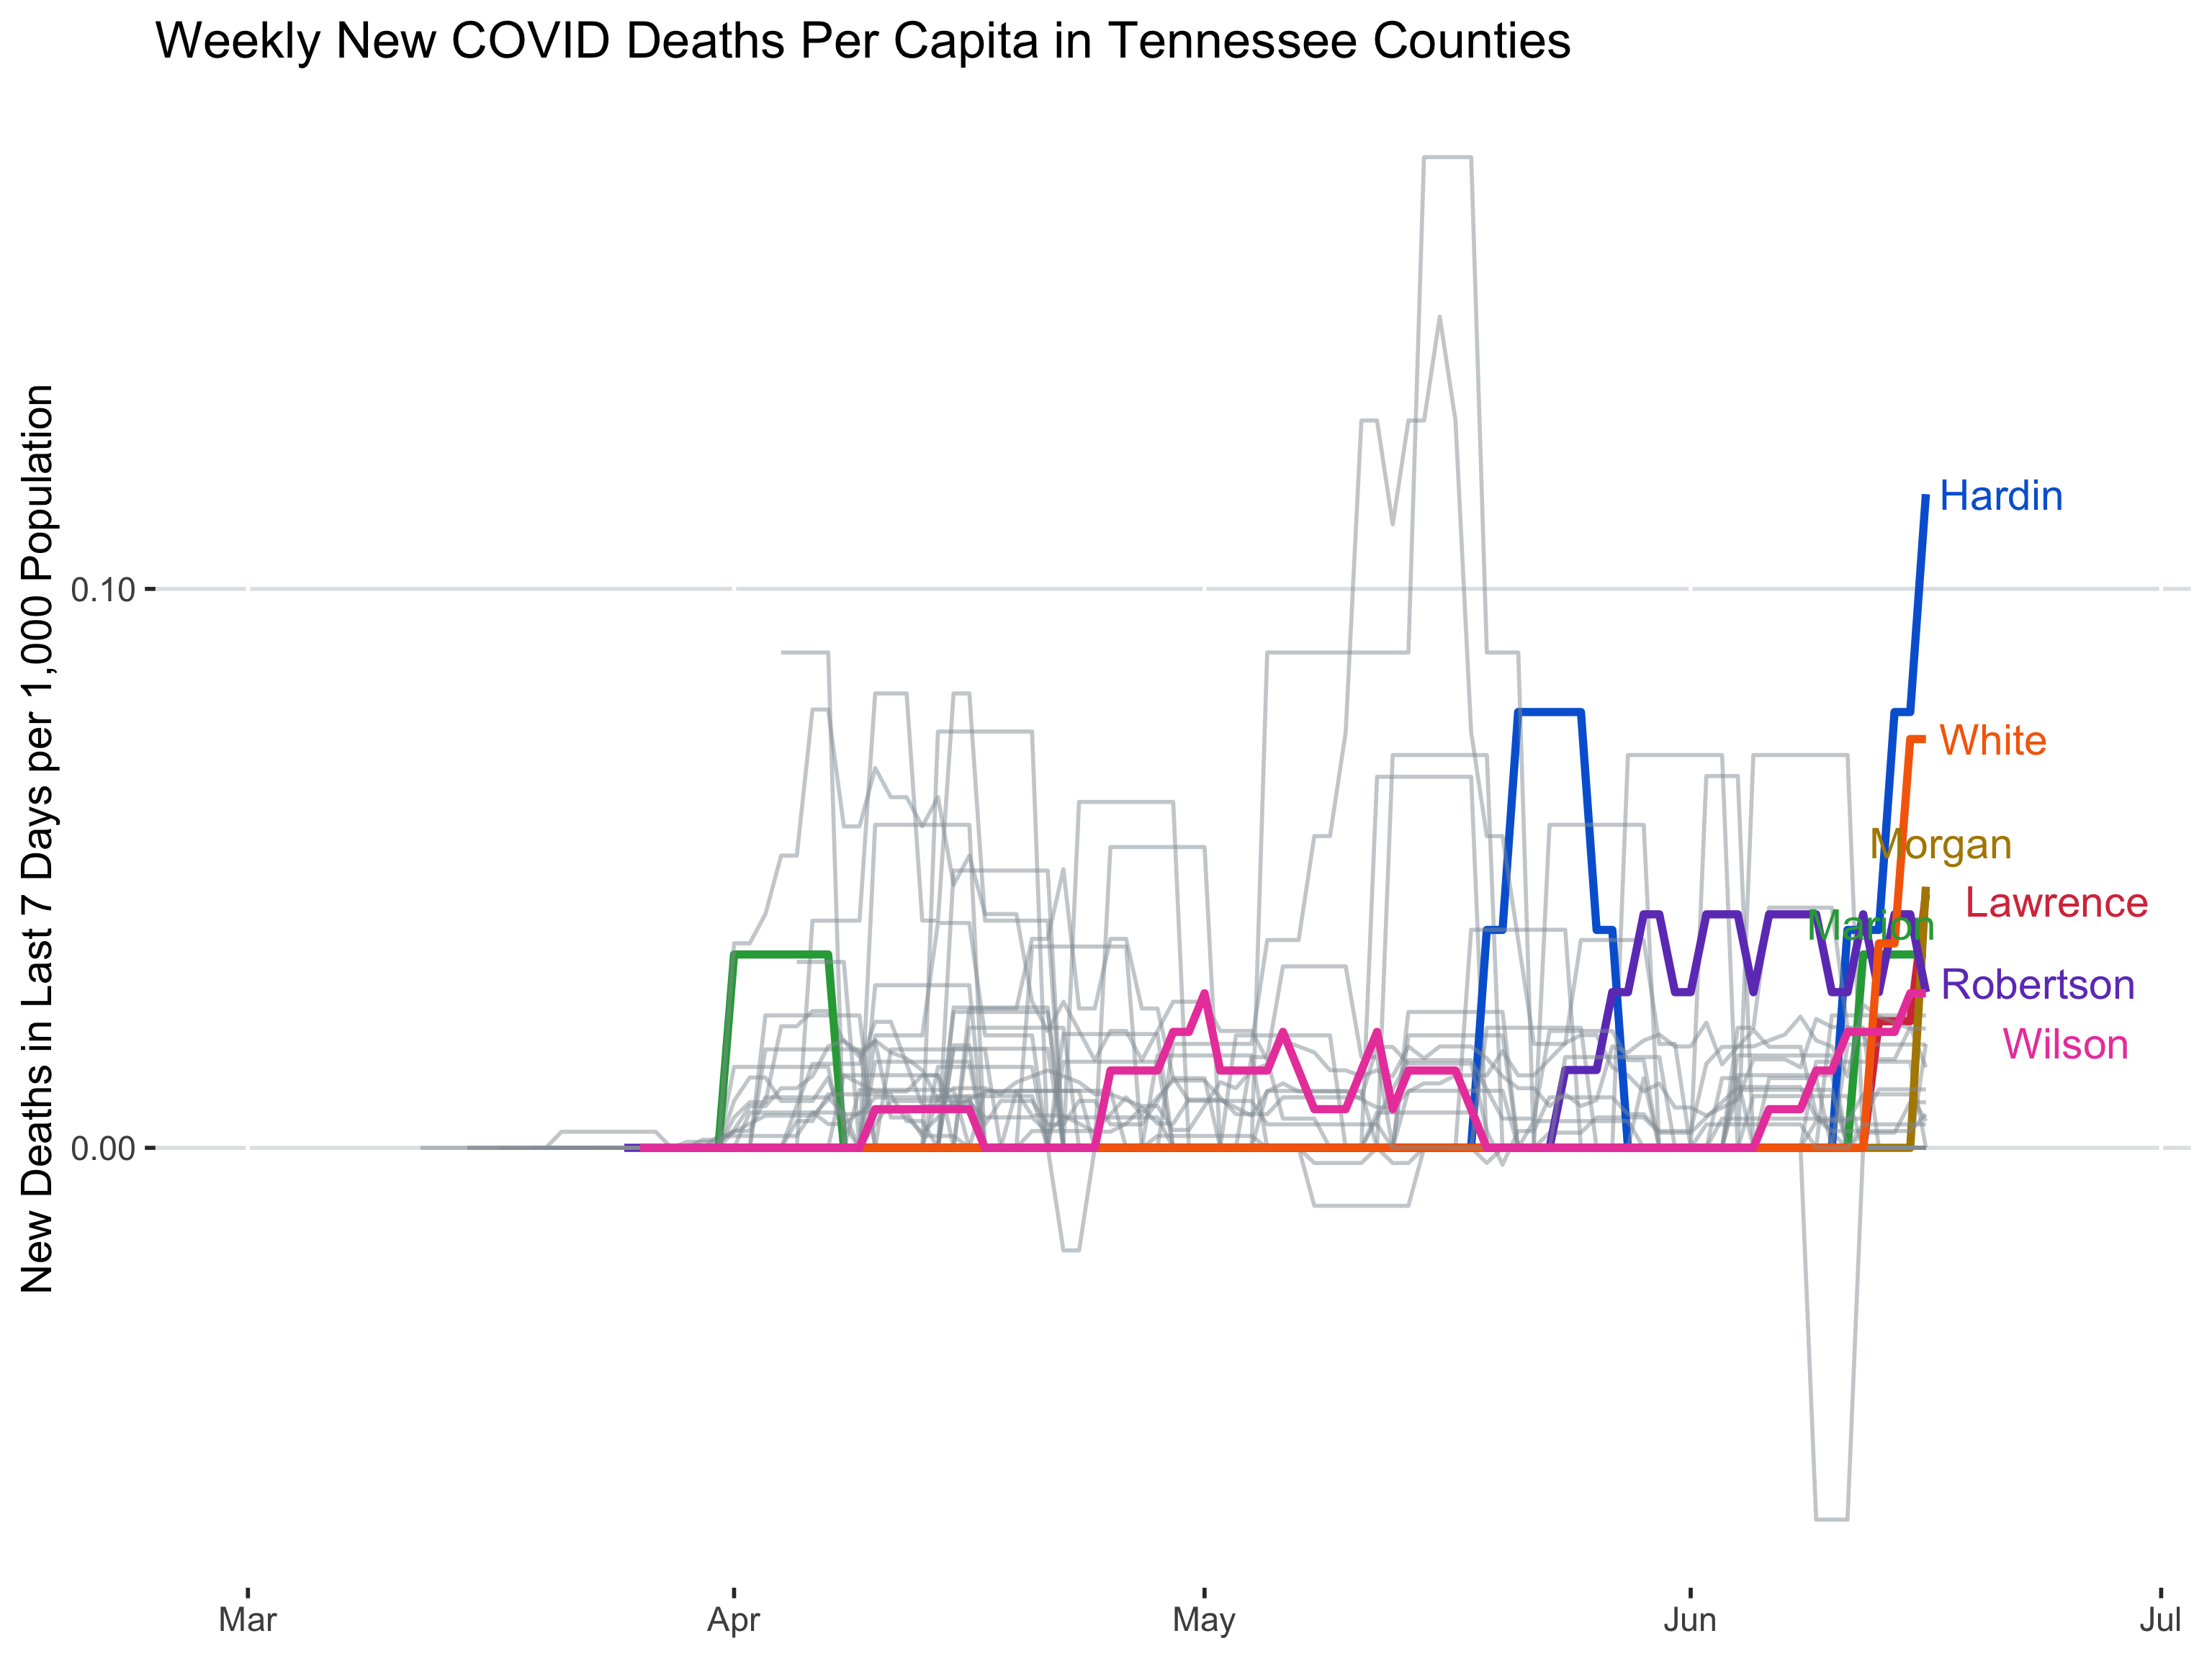 Weekly New COVID Deaths Per Capita in Tennessee Counties
New Deaths in Last 7 Days per 1,000 Population
0.10
0.00
Hardin
White
Morgan
Lawrence
Marion
Robertson
Wilson
Mar
Apr
May
Jun
Jul